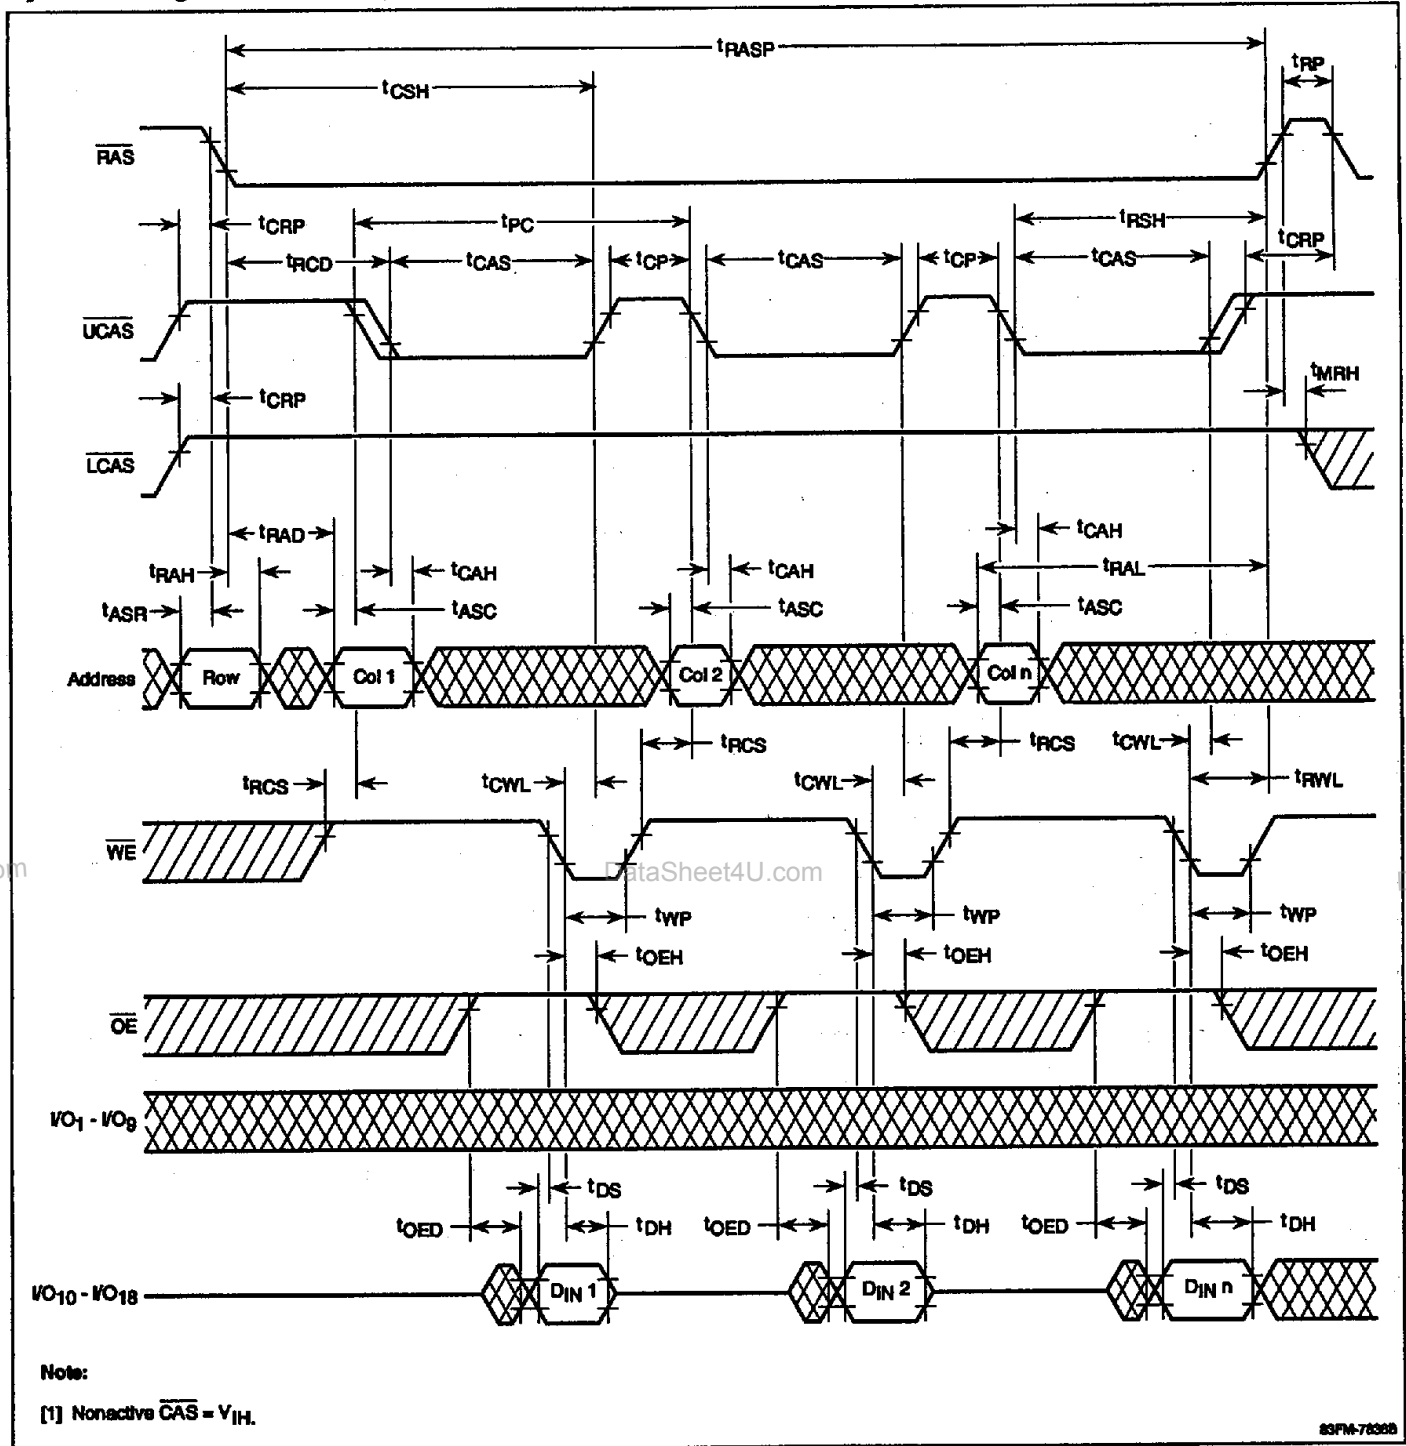 tRASP
tRP
tCSH
RAS
tCRP
tPC
tRSH
tCRP
tRCD
tCAS
tCP
tCAS
tCP
tCAS
UCAS
tMRH
tCRP
LCAS
tRAD
tCAH
tRAH
tCAH
tCAH
tRAL
tASR
tASC
tASC
tASC
Address
Row
Col 1
Col 2
Col n
tRCS
tRCS
tCWL
tRCS
tCWL
tCWL
tRWL
WE
om
DataSheet4U.com
tWP
tWP
tWP
tOEH
tOEH
tOEH
OE
I/O1 - I/O9
tDS
tDS
tDS
tOED
tDH
tOED
tDH
tOED
tDH
I/O10 - I/O18
DIN 1
DIN 2
DIN n
Note:
[1] Nonactive CAS = VIH.
83FM-7836B